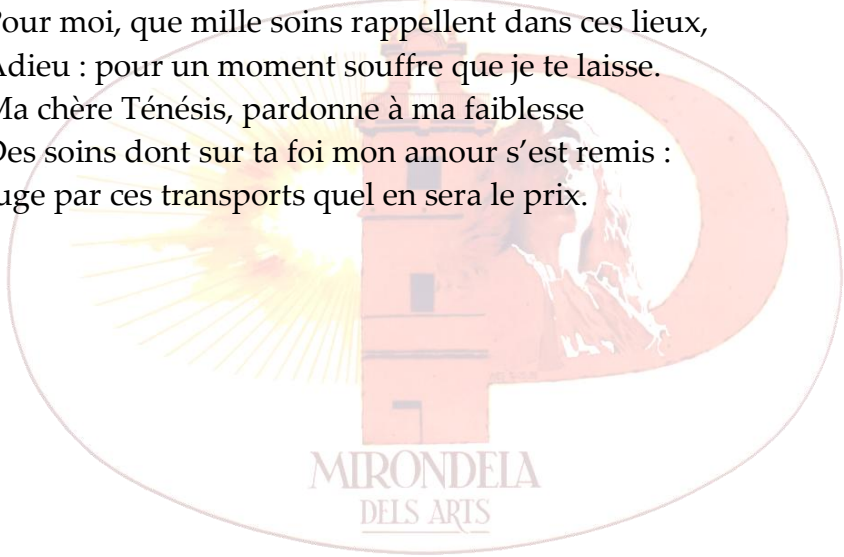 Pour moi, que mille soins rappellent dans ces lieux,
Adieu : pour un moment souffre que je te laisse.
Ma chère Ténésis, pardonne à ma faiblesse
Des soins dont sur ta foi mon amour s’est remis :
Juge par ces transports quel en sera le prix.
MIRONDELA
DELS ARTS